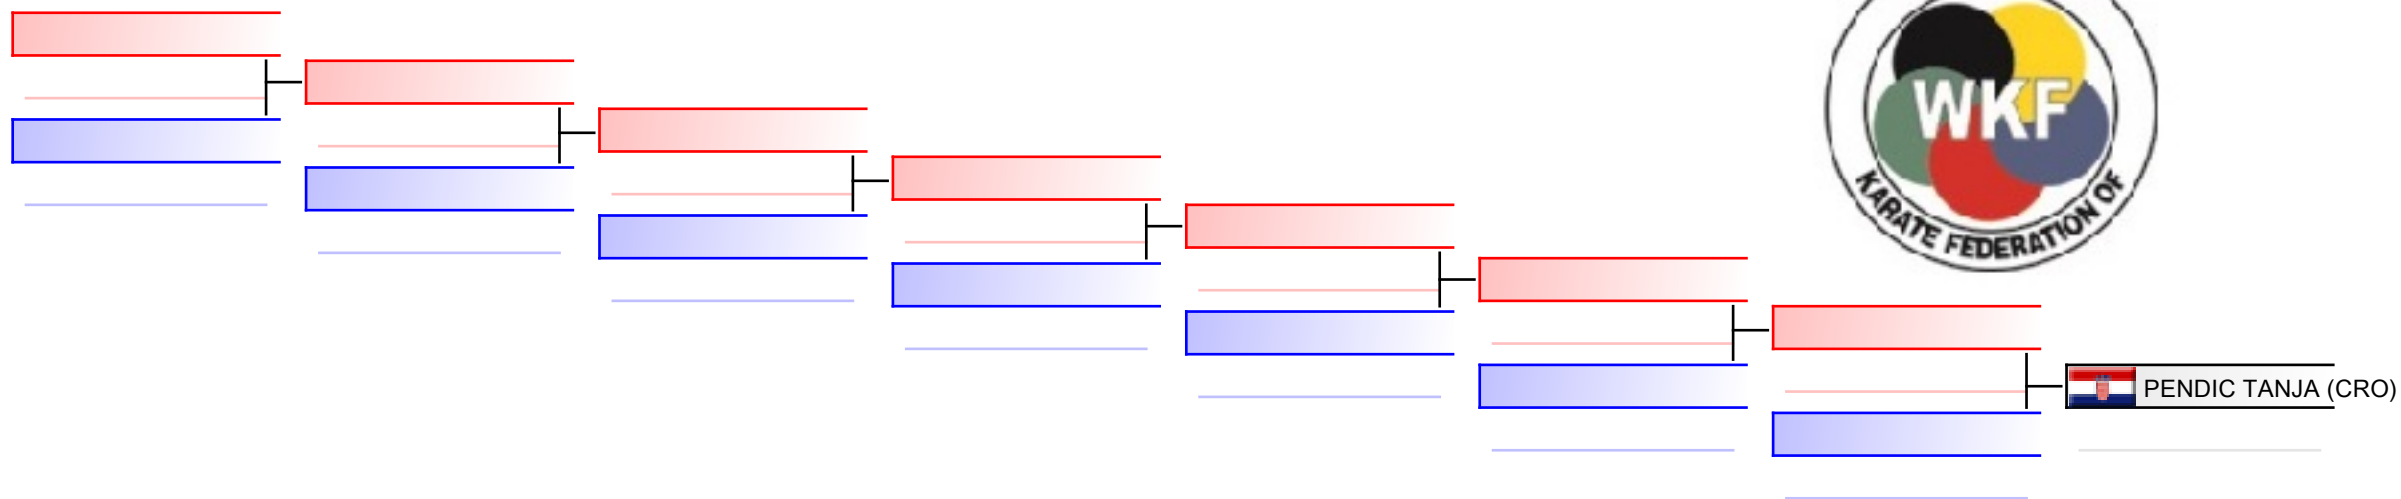 WKF
KARATE FEDERATION OF
PENDIC TANJA (CRO)